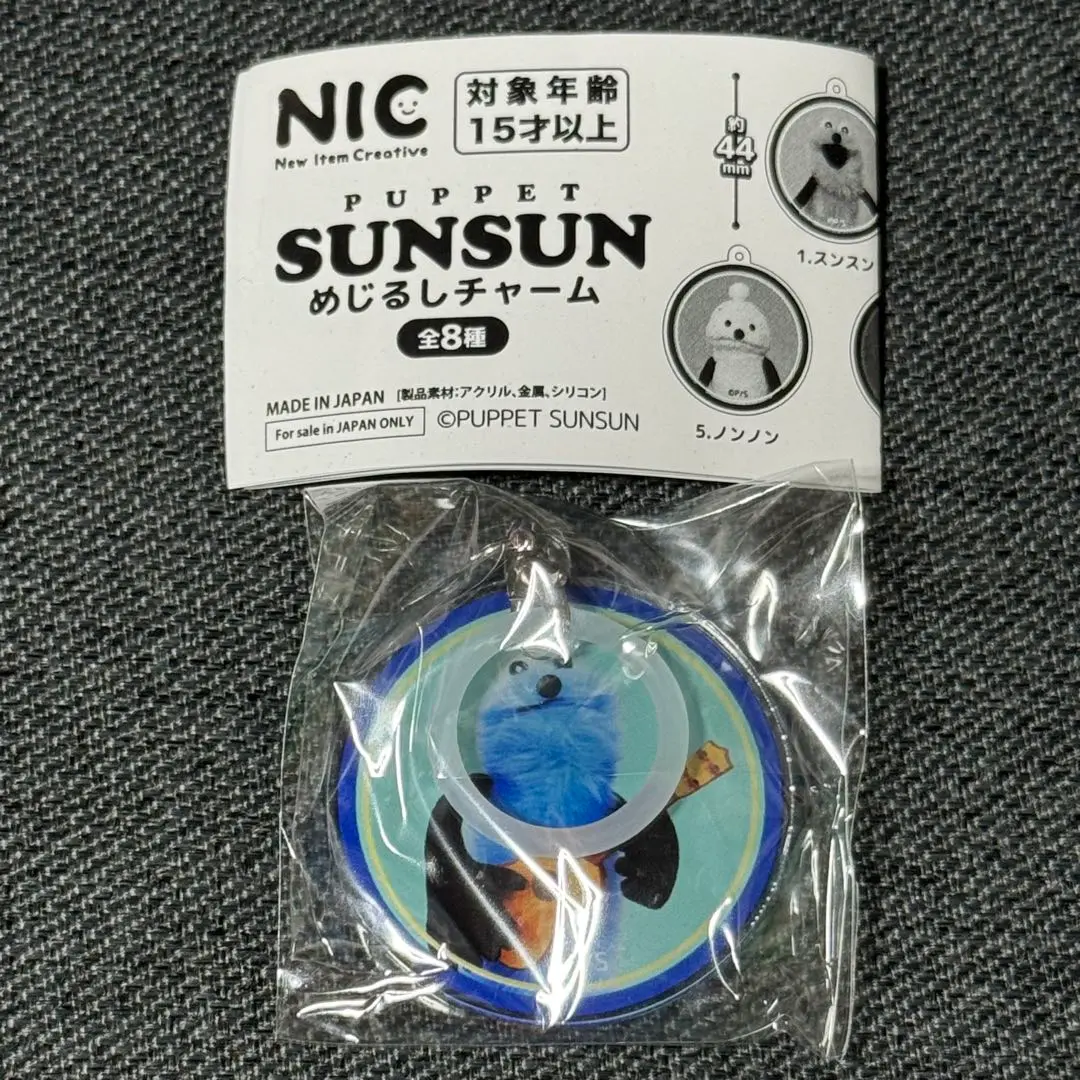 NIC
New Item Creative
対象年齢
15才以上
PUPPET
SUNSUN
めじるしチャーム
全8種
MADE IN JAPAN [製品素材:アクリル、金属、シリコン]
For sale in JAPAN ONLY ©PUPPET SUNSUN
約
44
mm
1.スンスン
©P/S
5.ノンノン